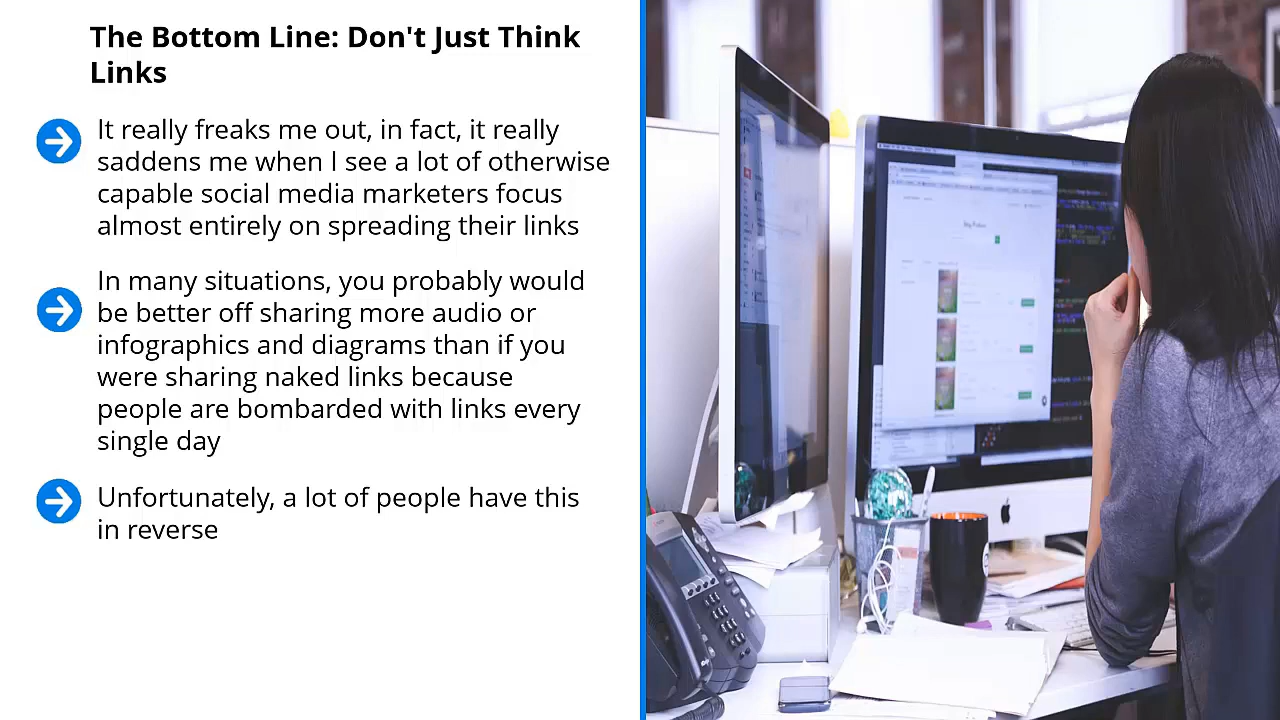 The Bottom Line: Don't Just Think
Links
It really freaks me out, in fact, it really
saddens me when I see a lot of otherwise
capable social media marketers focus
almost entirely on spreading their links
In many situations, you probably would
be better off sharing more audio or
infographics and diagrams than if you
were sharing naked links because
people are bombarded with links every
single day
Unfortunately, a lot of people have this
in reverse